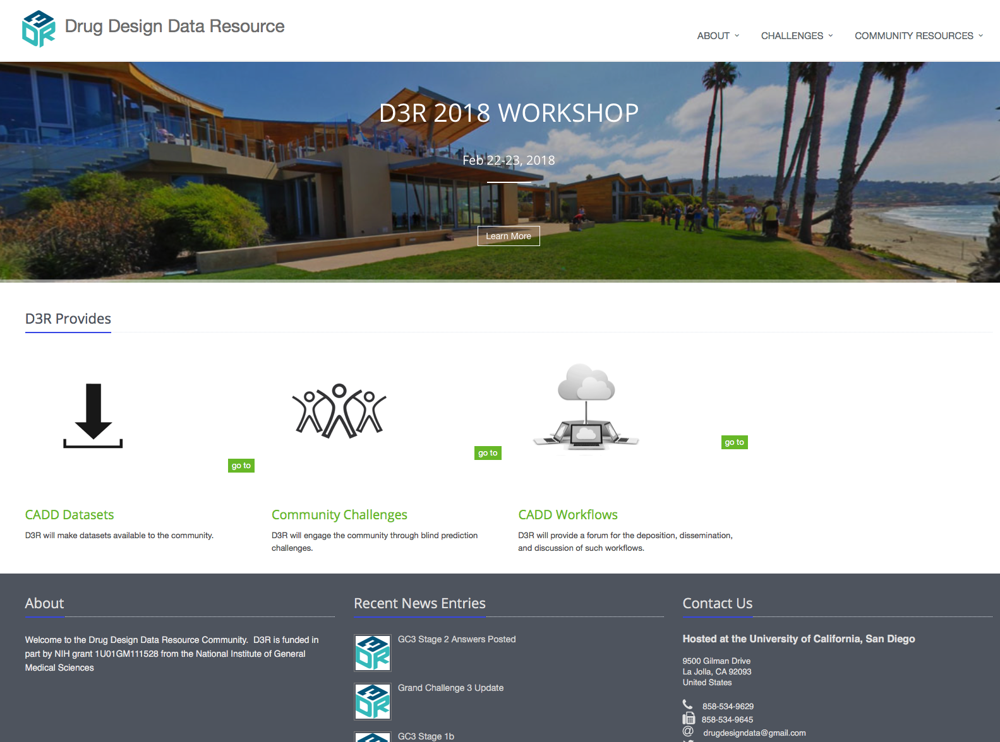 Drug Design Data Resource
ABOUT
CHALLENGES
COMMUNITY RESOURCES
D3R 2018 WORKSHOP
Feb 22-23, 2018
Learn More
D3R Provides
go to
go to
go to
CADD Datasets
D3R will make datasets available to the community.
Community Challenges
D3R will engage the community through blind prediction
challenges.
CADD Workflows
D3R will provide a forum for the deposition, dissemination,
and discussion of such workflows.
About
Welcome to the Drug Design Data Resource Community.  D3R is funded in
part by NIH grant 1U01GM111528 from the National Institute of General
Medical Sciences
Recent News Entries
D3R
GC3 Stage 2 Answers Posted
D3R
Grand Challenge 3 Update
GC3 Stage 1b
Contact Us
Hosted at the University of California, San Diego
9500 Gilman Drive
La Jolla, CA 92093
United States
858-534-9629
858-534-9645
@ drugdesigndata@gmail.com